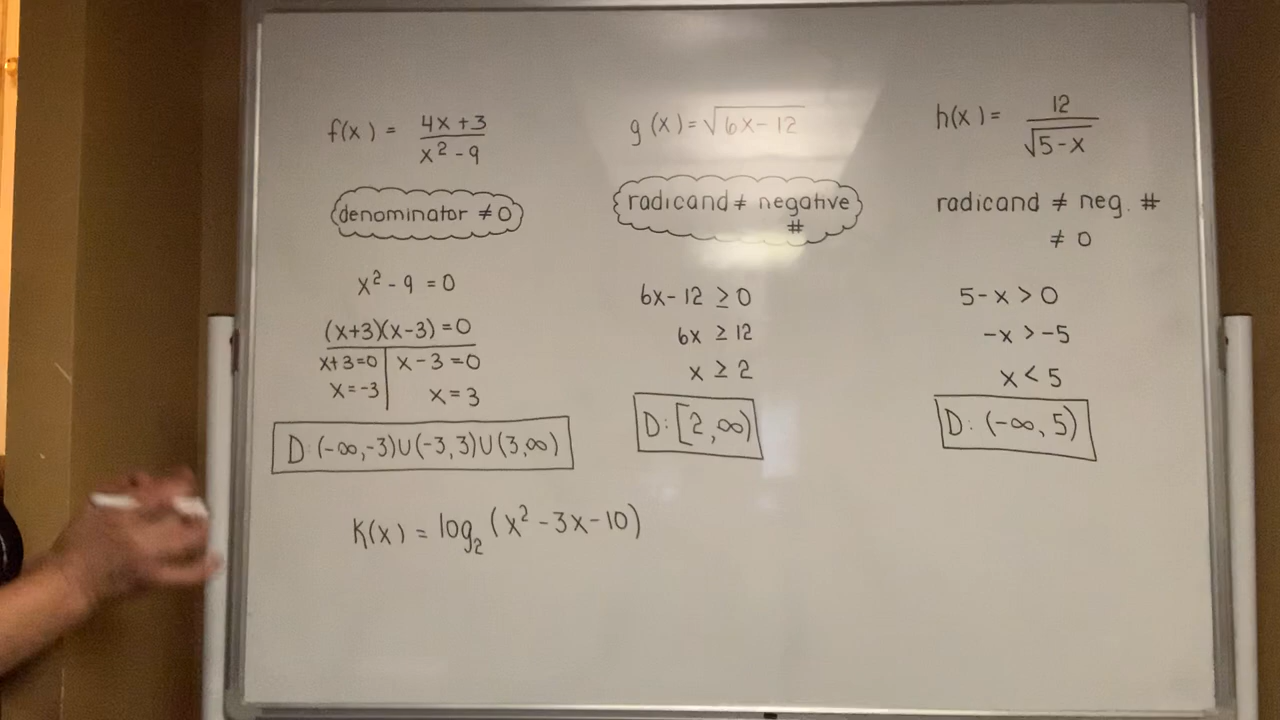 f(x) = 4x+3 / x² - 9
denominator ≠ 0
x² - 9 = 0
(x+3)(x-3) = 0
x+3=0 | x-3=0
x=-3 | x=3
D: (-∞,-3)∪(-3,3)∪(3,∞)
g(x) = √6x-12
radicand ≠ negative
#
6x-12 ≥ 0
6x ≥ 12
x ≥ 2
D: [2,∞)
h(x) = 12 / √5-x
radicand ≠ neg. #
≠ 0
5-x > 0
-x > -5
x < 5
D: (-∞, 5)
K(x) = log₂ (x² -3x-10)